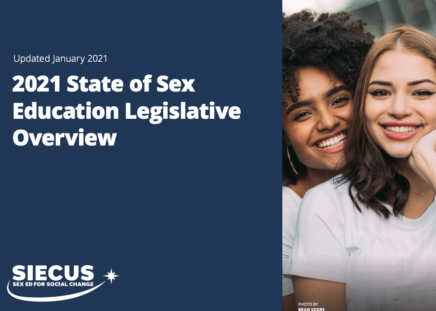 Updated January 2021
2021 State of Sex
Education Legislative
Overview
SIECUS
SEX ED FOR SOCIAL CHANGE
PHOTO BY